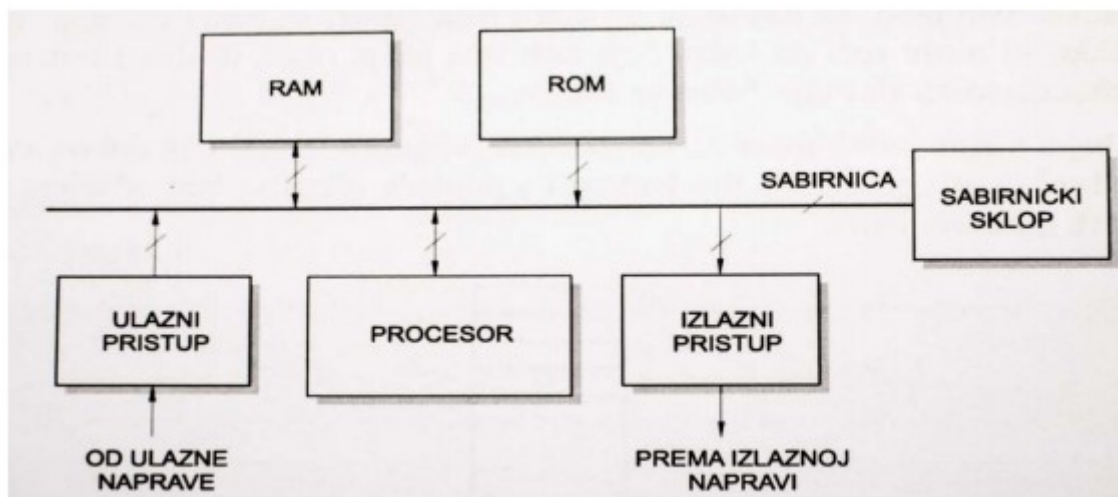 RAM
ROM
SABIRNICA
SABIRNIČKI
SKLOP
ULAZNI
PRISTUP
PROCESOR
IZLAZNI
PRISTUP
OD ULAZNE
NAPRAVE
PREMA IZLAZNOJ
NAPRAVI